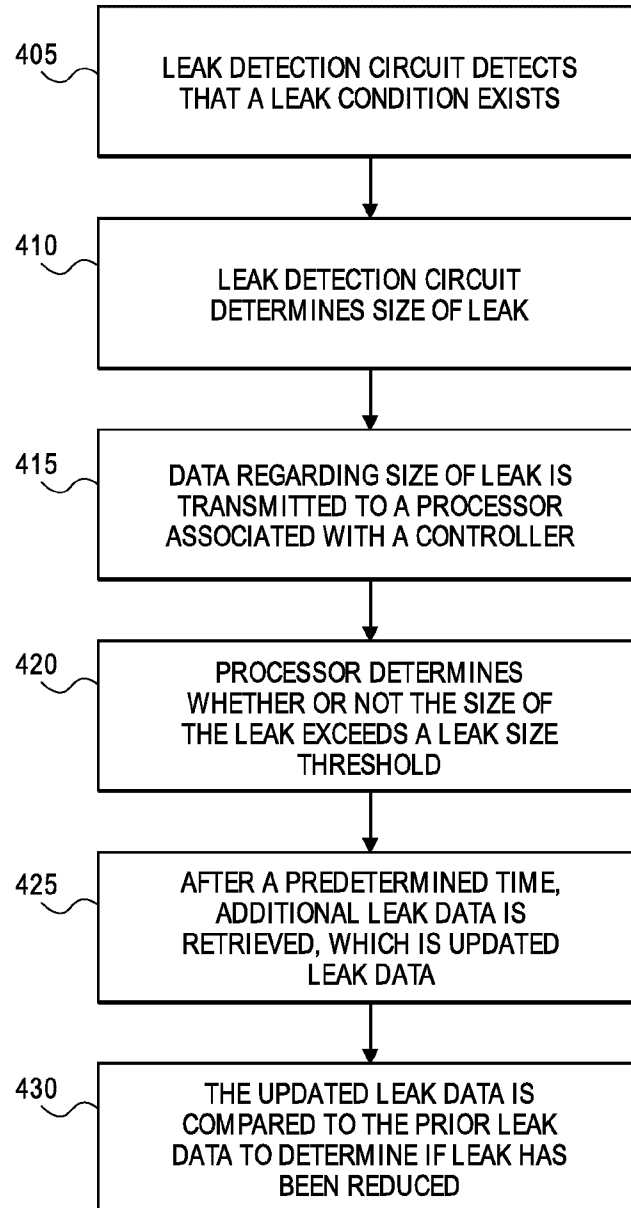 405
LEAK DETECTION CIRCUIT DETECTS
THAT A LEAK CONDITION EXISTS
410
LEAK DETECTION CIRCUIT
DETERMINES SIZE OF LEAK
415
DATA REGARDING SIZE OF LEAK IS
TRANSMITTED TO A PROCESSOR
ASSOCIATED WITH A CONTROLLER
420
PROCESSOR DETERMINES
WHETHER OR NOT THE SIZE OF
THE LEAK EXCEEDS A LEAK SIZE
THRESHOLD
425
AFTER A PREDETERMINED TIME,
ADDITIONAL LEAK DATA IS
RETRIEVED, WHICH IS UPDATED
LEAK DATA
430
THE UPDATED LEAK DATA IS
COMPARED TO THE PRIOR LEAK
DATA TO DETERMINE IF LEAK HAS
BEEN REDUCED